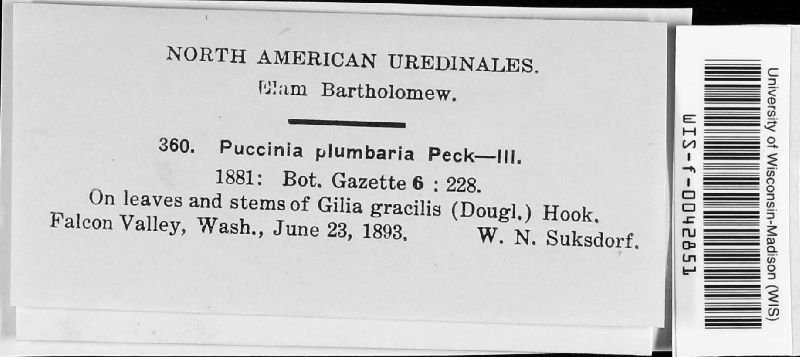 NORTH AMERICAN UREDINALES.
Elam Bartholomew.
360. Puccinia plumbaria Peck—III.
1881: Bot. Gazette 6 : 228.
On leaves and stems of Gilia gracilis (Dougl.) Hook.
Falcon Valley, Wash., June 23, 1893. W. N. Suksdorf.
University of Wisconsin-Madison (WIS)
WIS-f-0042851